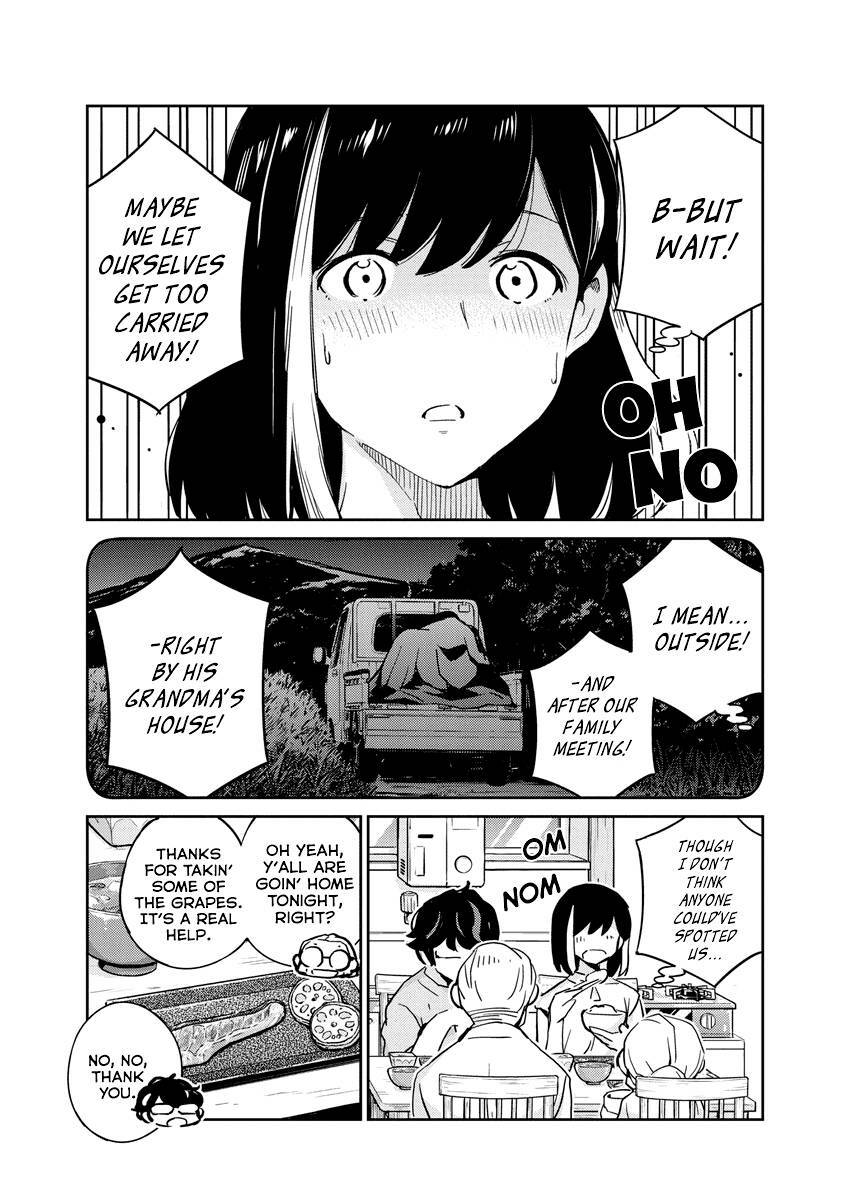 B-BUT
WAIT!
MAYBE
WE LET
OURSELVES
GET TOO
CARRIED
AWAY!
OH
NO
I MEAN...
OUTSIDE!
-AND
AFTER OUR
FAMILY
MEETING!
-RIGHT
BY HIS
GRANDMA'S
HOUSE!
THOUGH
I DON'T
THINK
ANYONE
COULD'VE
SPOTTED
US...
OM
NOM
OH YEAH,
Y'ALL ARE
GOIN' HOME
TONIGHT,
RIGHT?
THANKS
FOR TAKIN'
SOME OF
THE GRAPES.
IT'S A REAL
HELP.
NO, NO,
THANK
YOU.